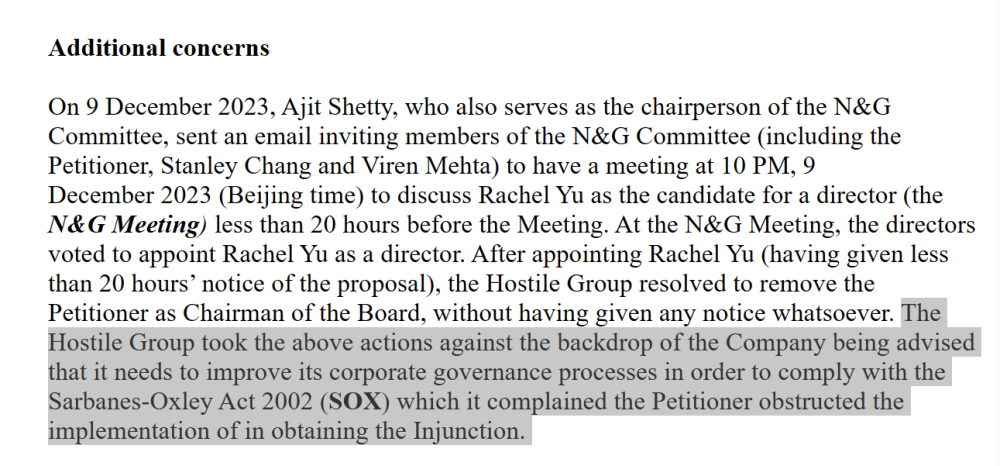 Additional concerns
On 9 December 2023, Ajit Shetty, who also serves as the chairperson of the N&G
Committee, sent an email inviting members of the N&G Committee (including the
Petitioner, Stanley Chang and Viren Mehta) to have a meeting at 10 PM, 9
December 2023 (Beijing time) to discuss Rachel Yu as the candidate for a director (the
N&G Meeting) less than 20 hours before the Meeting. At the N&G Meeting, the directors
voted to appoint Rachel Yu as a director. After appointing Rachel Yu (having given less
than 20 hours’ notice of the proposal), the Hostile Group resolved to remove the
Petitioner as Chairman of the Board, without having given any notice whatsoever. The
Hostile Group took the above actions against the backdrop of the Company being advised
that it needs to improve its corporate governance processes in order to comply with the
Sarbanes-Oxley Act 2002 (SOX) which it complained the Petitioner obstructed the
implementation of in obtaining the Injunction.